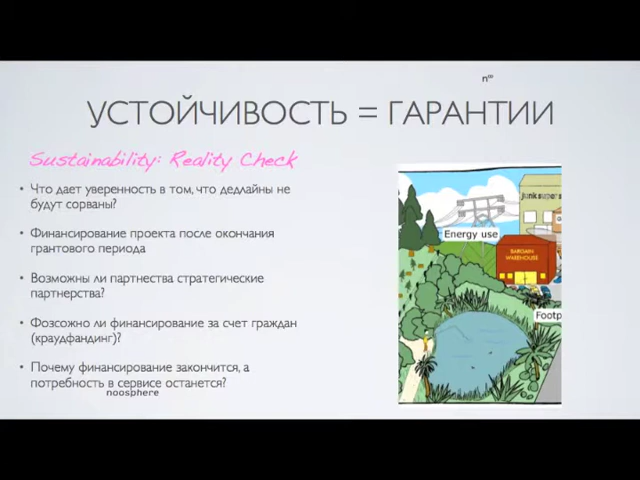 n∞
УСТОЙЧИВОСТЬ = ГАРАНТИИ
Sustainability: Reality Check
• Что дает уверенность в том, что дедлайны не
будут сорваны?
• Финансирование проекта после окончания
грантового периода
• Возможны ли партнества стратегические
партнерства?
• Фозсожно ли финансирование за счет граждан
(краудфандинг)?
• Почему финансирование закончится, а
потребность в сервисе останется?
noosphere
junksupers
Energy use
BARGAIN
WAREHOUSE
Footp